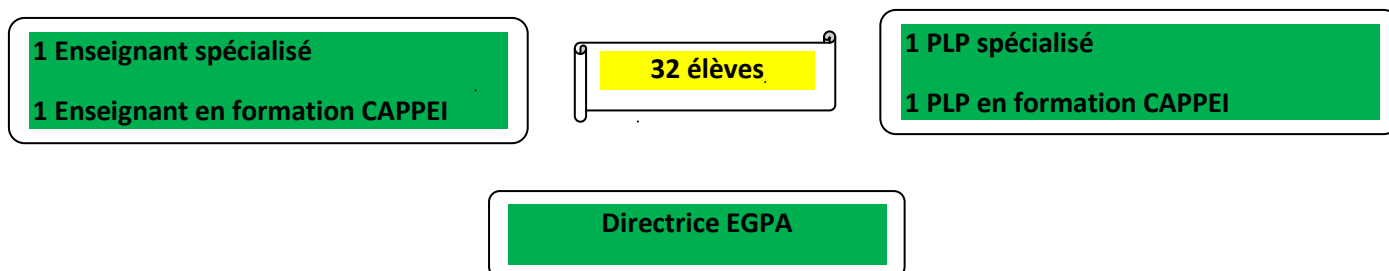 1 Enseignant spécialisé
1 Enseignant en formation CAPPEI
32 élèves
1 PLP spécialisé
1 PLP en formation CAPPEI
Directrice EGPA